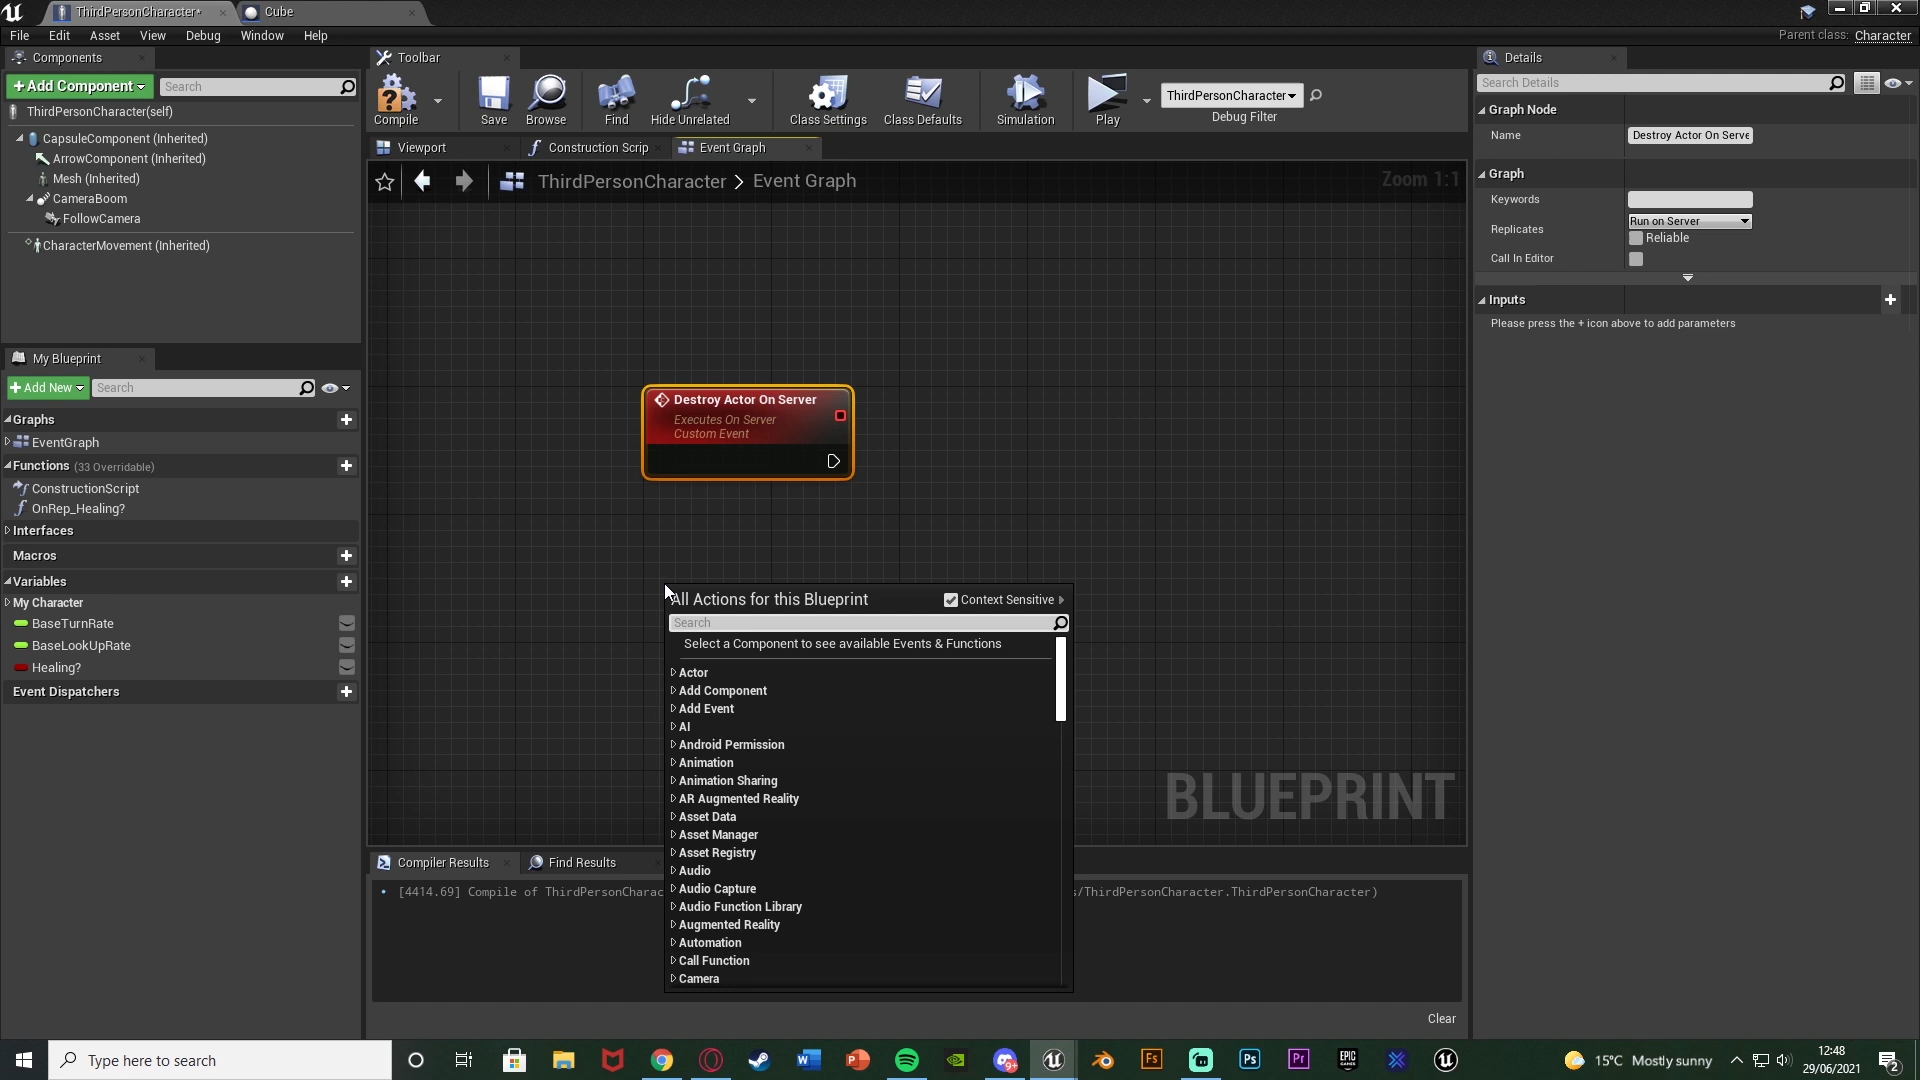 ThirdPersonCharacter*
Cube
File Edit Asset View Debug Window Help
Parent class: Character
Components
+ Add Component
Search
ThirdPersonCharacter(self)
CapsuleComponent (Inherited)
ArrowComponent (Inherited)
Mesh (Inherited)
CameraBoom
FollowCamera
CharacterMovement (Inherited)
My Blueprint
+ Add New
Search
Graphs
EventGraph
Functions (33 Overridable)
ConstructionScript
OnRep_Healing?
Interfaces
Macros
Variables
My Character
BaseTurnRate
BaseLookUpRate
Healing?
Event Dispatchers
Toolbar
Compile
Save
Browse
Find
Hide Unrelated
Class Settings
Class Defaults
Simulation
Play
ThirdPersonCharacter
Debug Filter
Viewport
Construction Scrip
Event Graph
ThirdPersonCharacter > Event Graph
Zoom 1:1
Destroy Actor On Server
Executes On Server
Custom Event
All Actions for this Blueprint
Context Sensitive
Search
Select a Component to see available Events & Functions
Actor
Add Component
Add Event
AI
Android Permission
Animation
Animation Sharing
AR Augmented Reality
Asset Data
Asset Manager
Asset Registry
Audio
Audio Capture
Audio Function Library
Augmented Reality
Automation
Call Function
Camera
BLUEPRINT
Compiler Results
Find Results
[4414.69] Compile of ThirdPersonCharac
s/ThirdPersonCharacter.ThirdPersonCharacter)
Clear
Details
Search Details
Graph Node
Name
Destroy Actor On Serve
Graph
Keywords
Replicates
Run on Server
Reliable
Call In Editor
Inputs
Please press the + icon above to add parameters
Type here to search
15°C Mostly sunny
12:48
29/06/2021
2